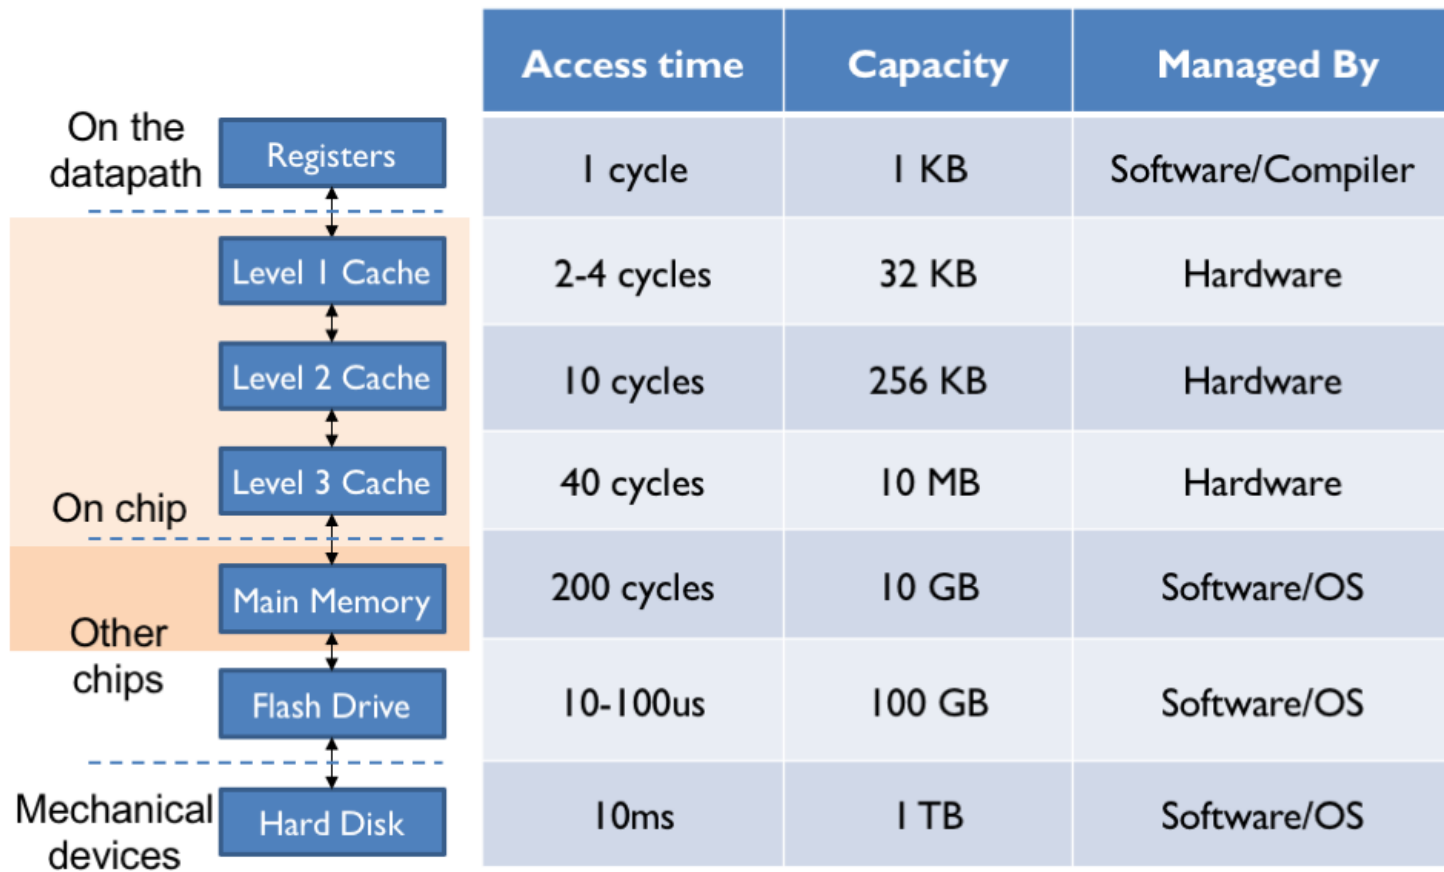 Access time Capacity Managed By
On the
datapath
Registers 1 cycle 1 KB Software/Compiler
Level 1 Cache 2-4 cycles 32 KB Hardware
Level 2 Cache 10 cycles 256 KB Hardware
Level 3 Cache 40 cycles 10 MB Hardware
On chip
Main Memory 200 cycles 10 GB Software/OS
Other
chips
Flash Drive 10-100us 100 GB Software/OS
Mechanical
devices
Hard Disk 10ms 1 TB Software/OS